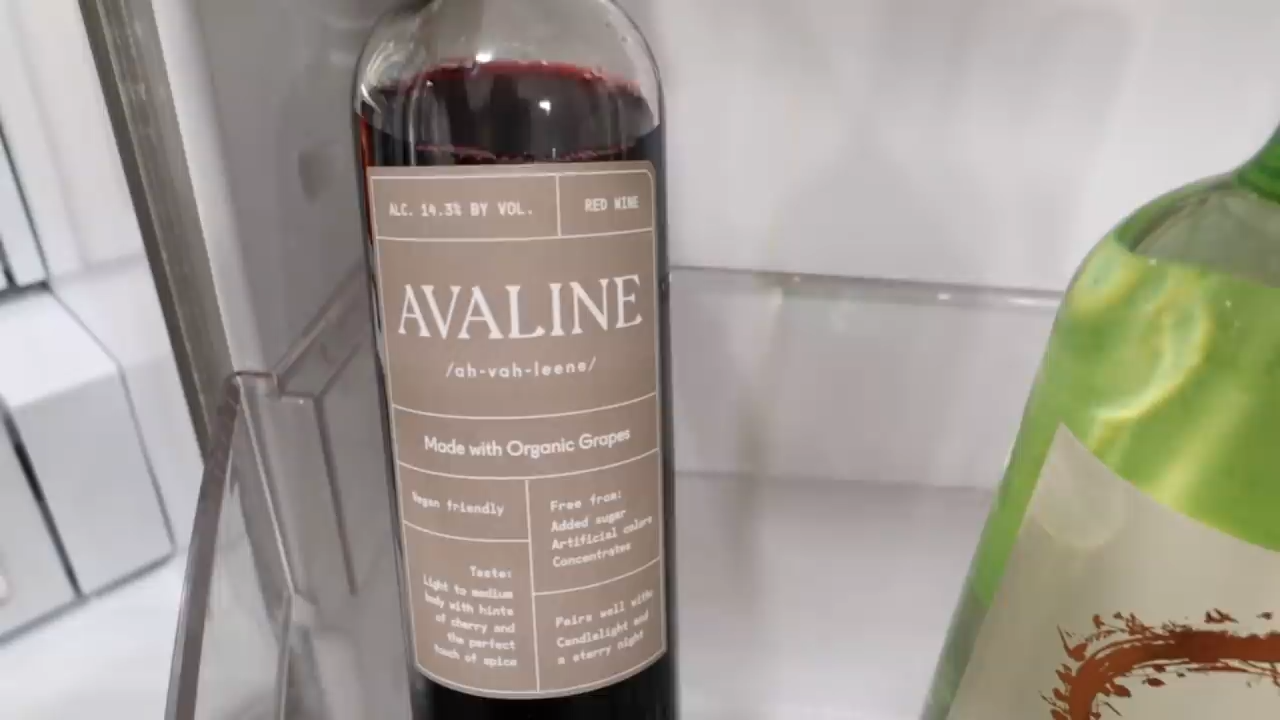 ALC. 14.3% BY VOL.
RED WINE
AVALINE
/ah-vah-leene/
Made with Organic Grapes
Vegan friendly
Free from:
Added sugar
Artificial colors
Concentrates
Taste:
Light to medium
body with hints
of cherry and
the perfect
touch of spice
Pairs well with:
Candlelight and
a starry night